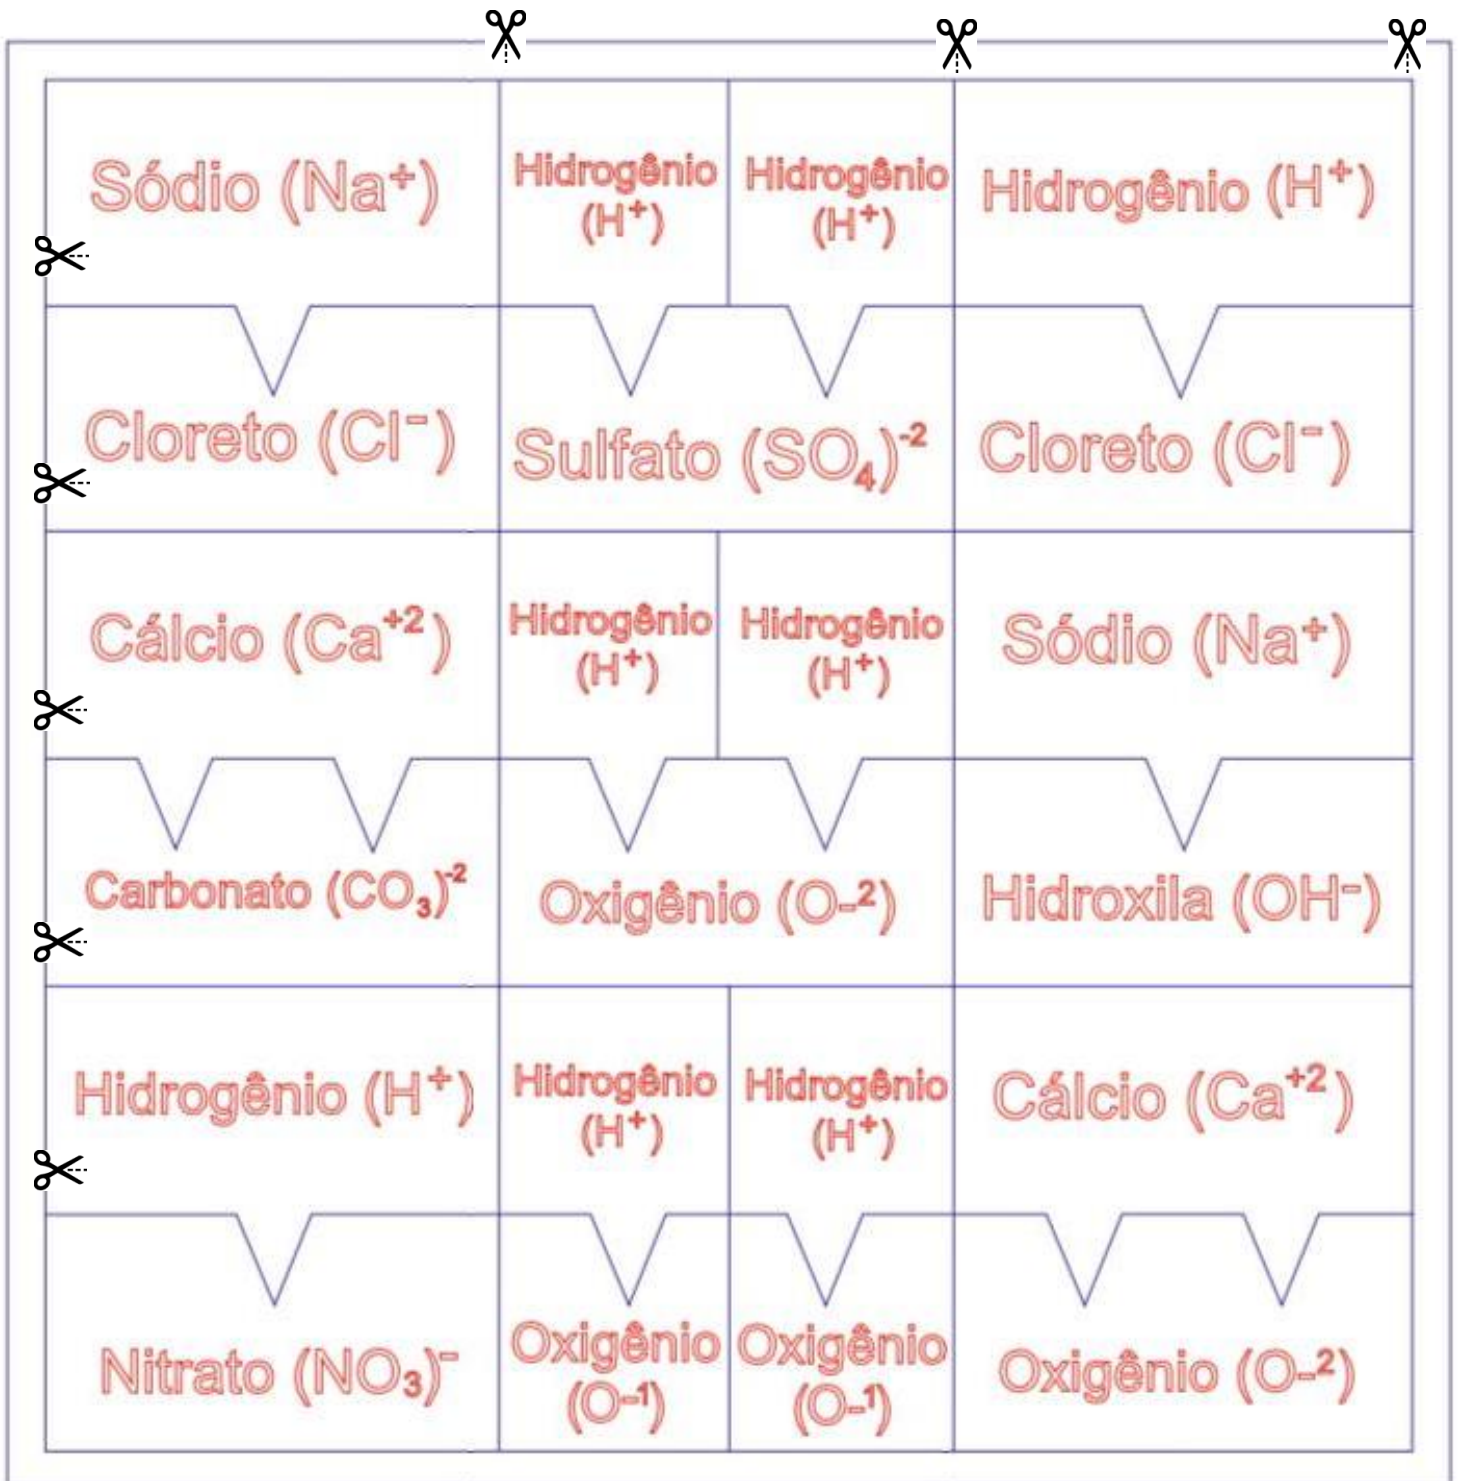 Sódio (Na⁺)
Hidrogênio
(H⁺)
Hidrogênio
(H⁺)
Hidrogênio (H⁺)
Cloreto (Cl⁻)
Sulfato (SO₄)⁻²
Cloreto (Cl⁻)
Cálcio (Ca⁺²)
Hidrogênio
(H⁺)
Hidrogênio
(H⁺)
Sódio (Na⁺)
Carbonato (CO₃)⁻²
Oxigênio (O-²)
Hidroxila (OH⁻)
Hidrogênio (H⁺)
Hidrogênio
(H⁺)
Hidrogênio
(H⁺)
Cálcio (Ca⁺²)
Nitrato (NO₃)⁻
Oxigênio
(O-¹)
Oxigênio
(O-¹)
Oxigênio (O-²)